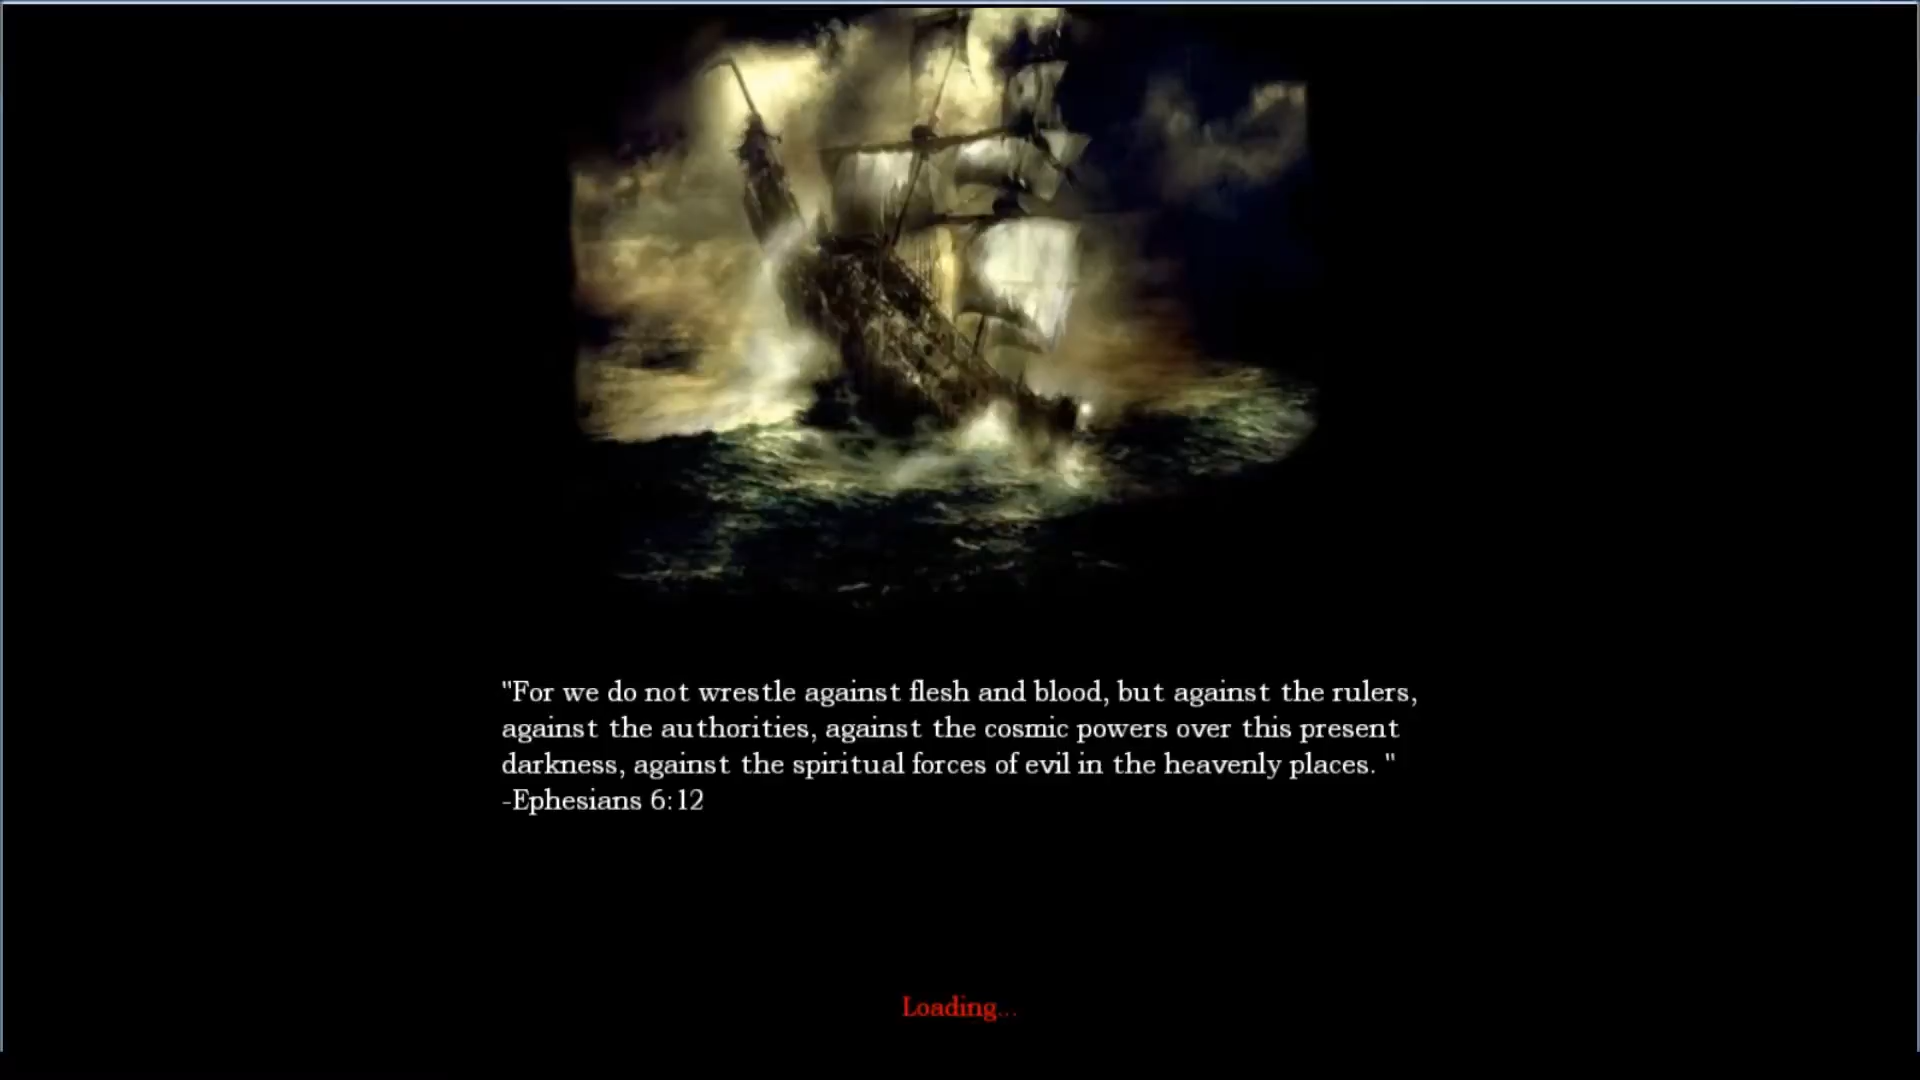 "For we do not wrestle against flesh and blood, but against the rulers,
against the authorities, against the cosmic powers over this present
darkness, against the spiritual forces of evil in the heavenly places. "
-Ephesians 6:12
Loading...